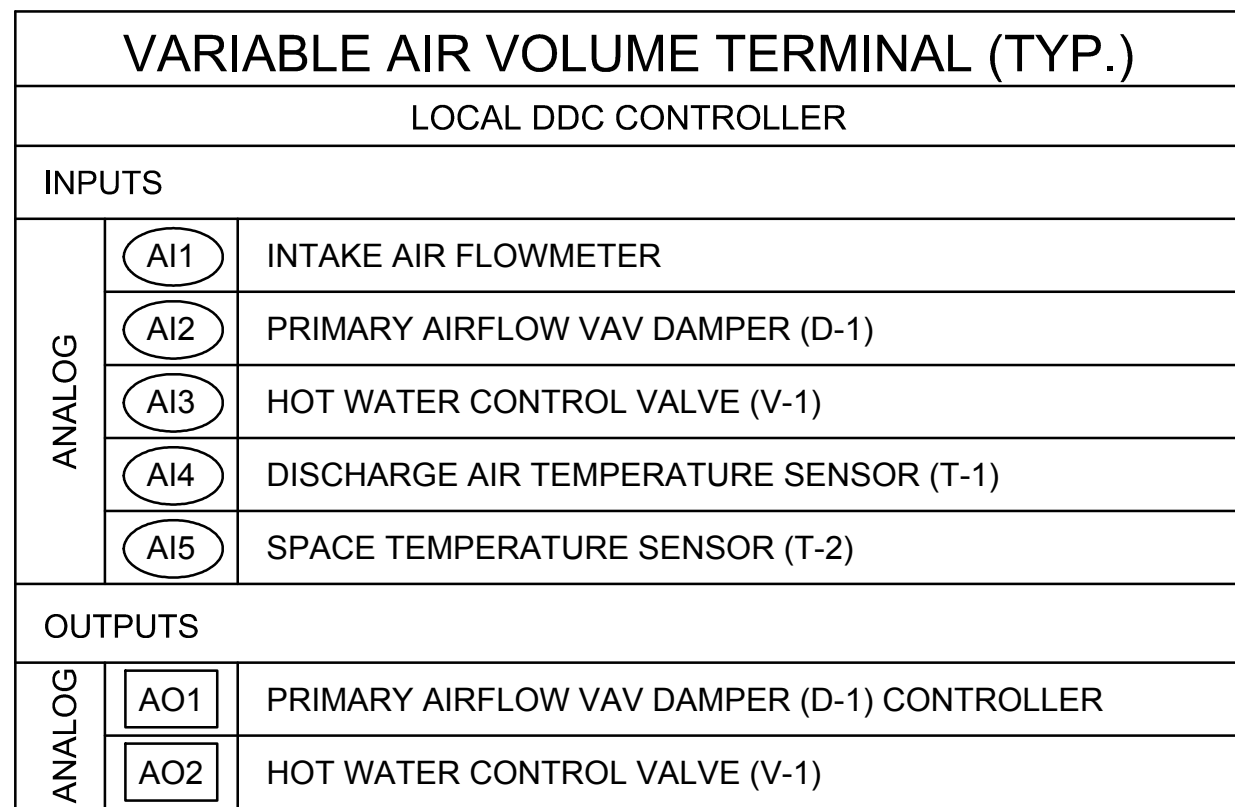 VARIABLE AIR VOLUME TERMINAL (TYP.)
LOCAL DDC CONTROLLER
INPUTS
ANALOG
AI1 INTAKE AIR FLOWMETER
AI2 PRIMARY AIRFLOW VAV DAMPER (D-1)
AI3 HOT WATER CONTROL VALVE (V-1)
AI4 DISCHARGE AIR TEMPERATURE SENSOR (T-1)
AI5 SPACE TEMPERATURE SENSOR (T-2)
OUTPUTS
ANALOG
AO1 PRIMARY AIRFLOW VAV DAMPER (D-1) CONTROLLER
AO2 HOT WATER CONTROL VALVE (V-1)